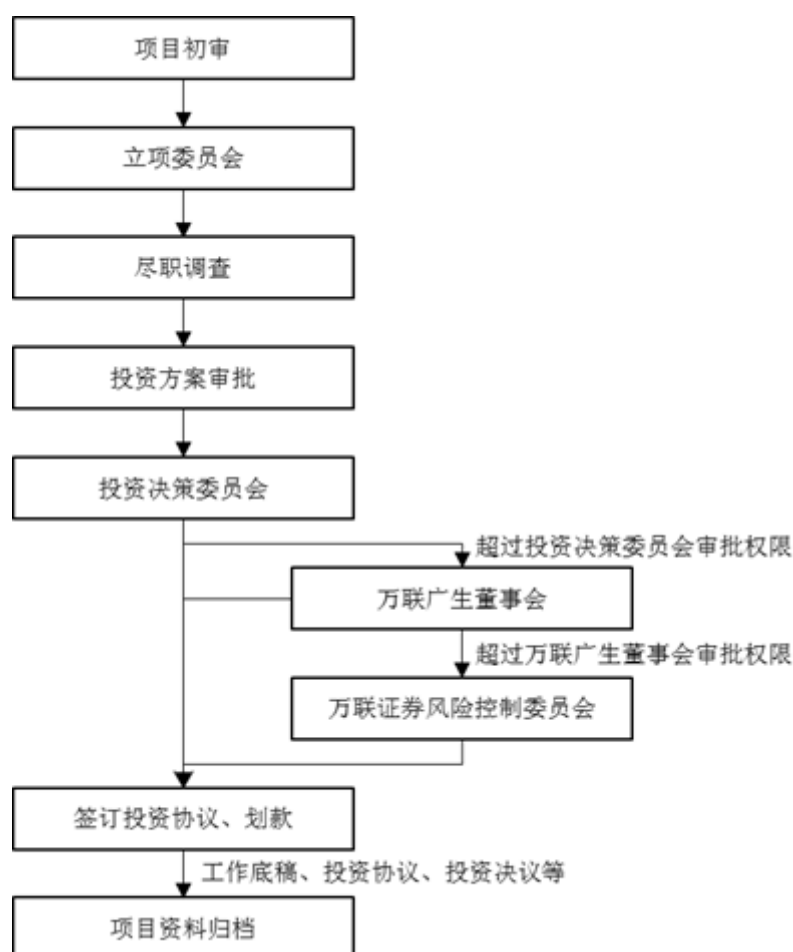 项目初审
立项委员会
尽职调查
投资方案审批
投资决策委员会
超过投资决策委员会审批权限
万联广生董事会
超过万联广生董事会审批权限
万联证券风险控制委员会
签订投资协议、划款
工作底稿、投资协议、投资决议等
项目资料归档